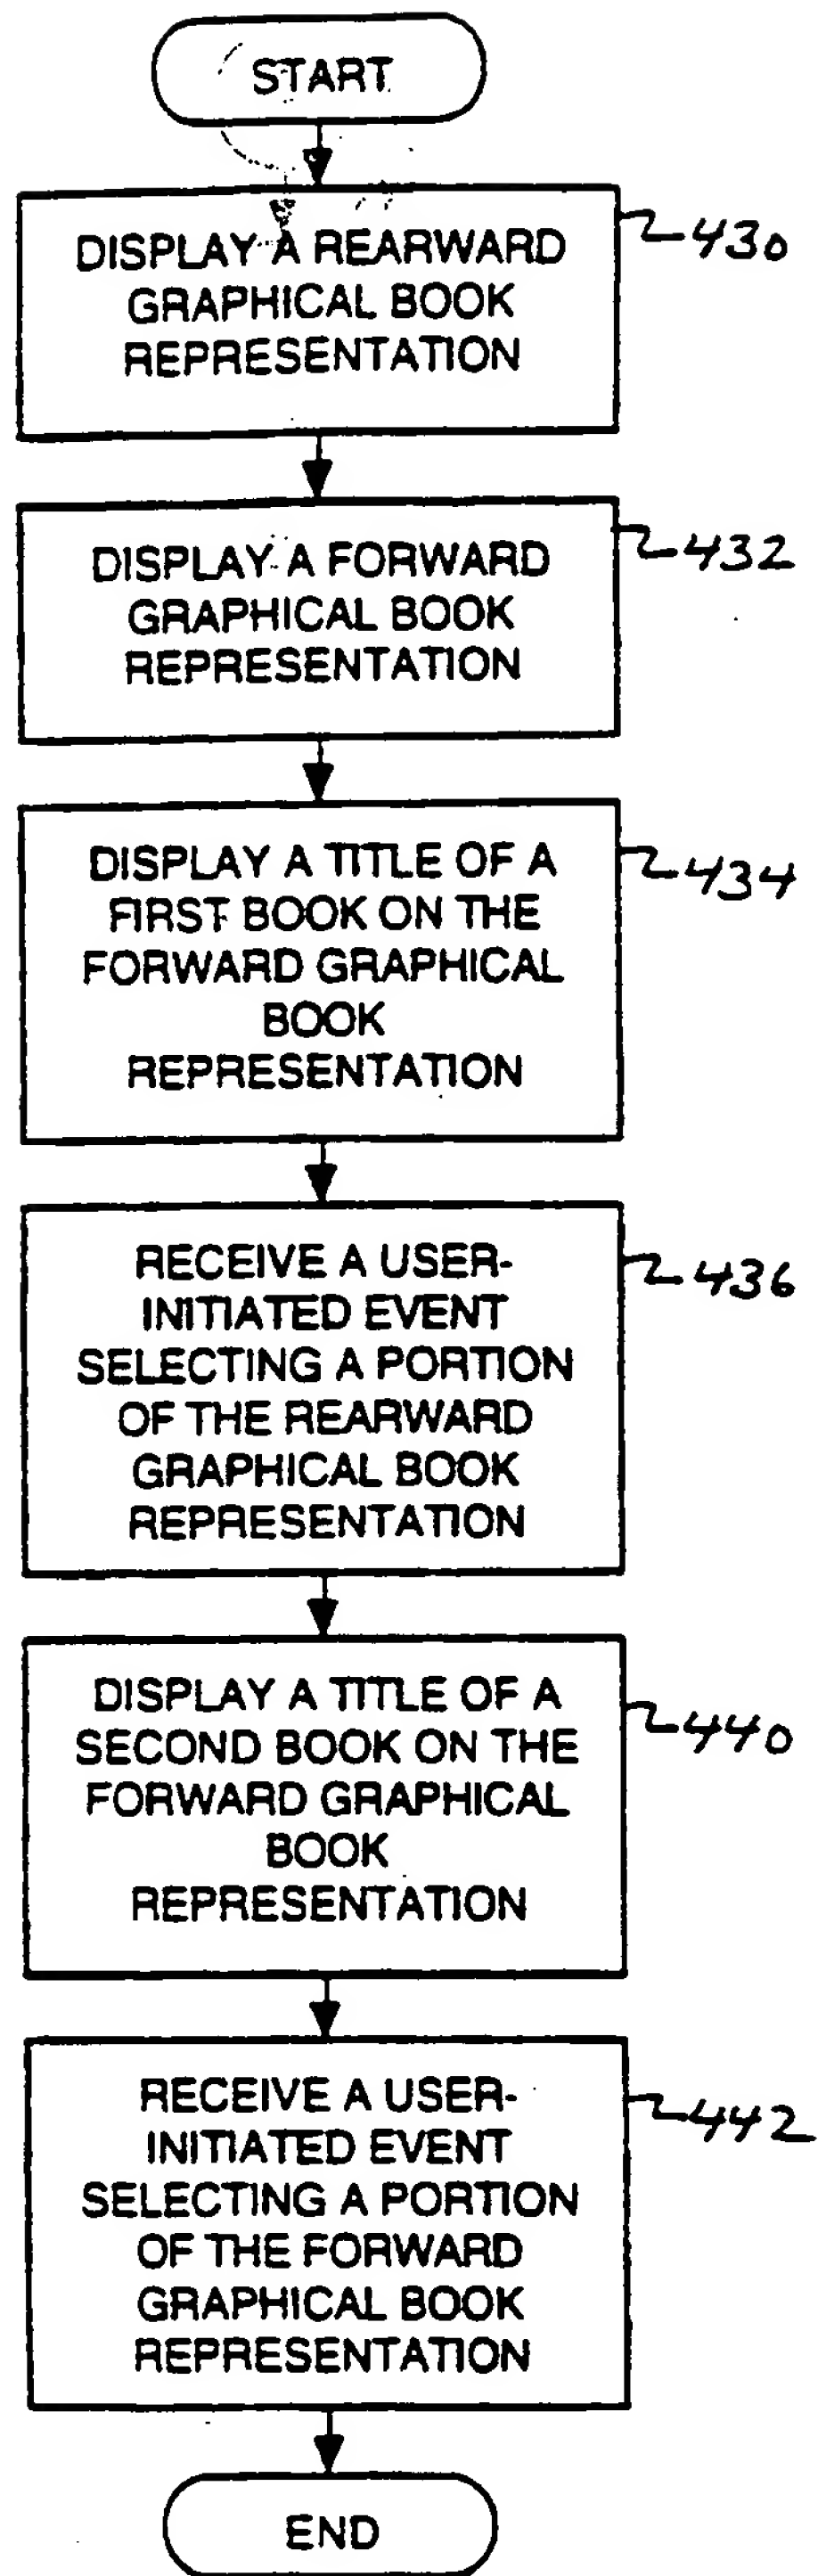 START
DISPLAY A REARWARD
GRAPHICAL BOOK
REPRESENTATION
430
DISPLAY A FORWARD
GRAPHICAL BOOK
REPRESENTATION
432
DISPLAY A TITLE OF A
FIRST BOOK ON THE
FORWARD GRAPHICAL
BOOK
REPRESENTATION
434
RECEIVE A USER-
INITIATED EVENT
SELECTING A PORTION
OF THE REARWARD
GRAPHICAL BOOK
REPRESENTATION
436
DISPLAY A TITLE OF A
SECOND BOOK ON THE
FORWARD GRAPHICAL
BOOK
REPRESENTATION
440
RECEIVE A USER-
INITIATED EVENT
SELECTING A PORTION
OF THE FORWARD
GRAPHICAL BOOK
REPRESENTATION
442
END